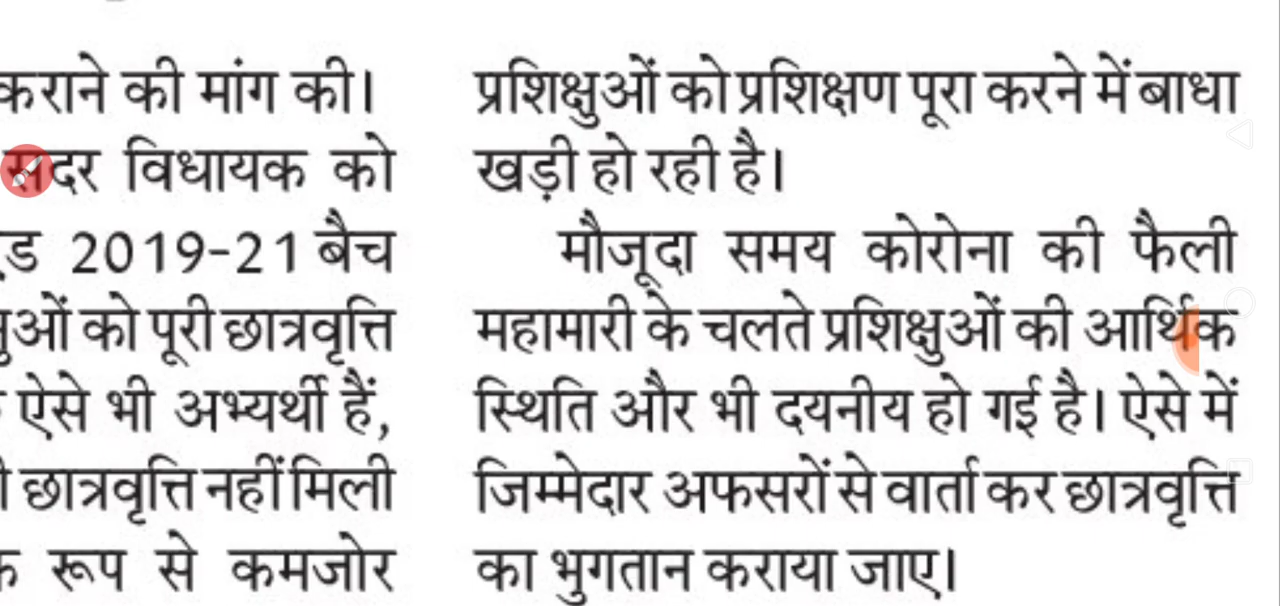 कराने की मांग की।
सदर विधायक को
2019-21 बैच
को पूरी छात्रवृत्ति
ऐसे भी अभ्यर्थी हैं,
छात्रवृत्ति नहीं मिली
रूप से कमजोर
प्रशिक्षुओं को प्रशिक्षण पूरा करने में बाधा
खड़ी हो रही है।
मौजूदा समय कोरोना की फैली
महामारी के चलते प्रशिक्षुओं की आर्थिक
स्थिति और भी दयनीय हो गई है। ऐसे में
जिम्मेदार अफसरों से वार्ता कर छात्रवृत्ति
का भुगतान कराया जाए।